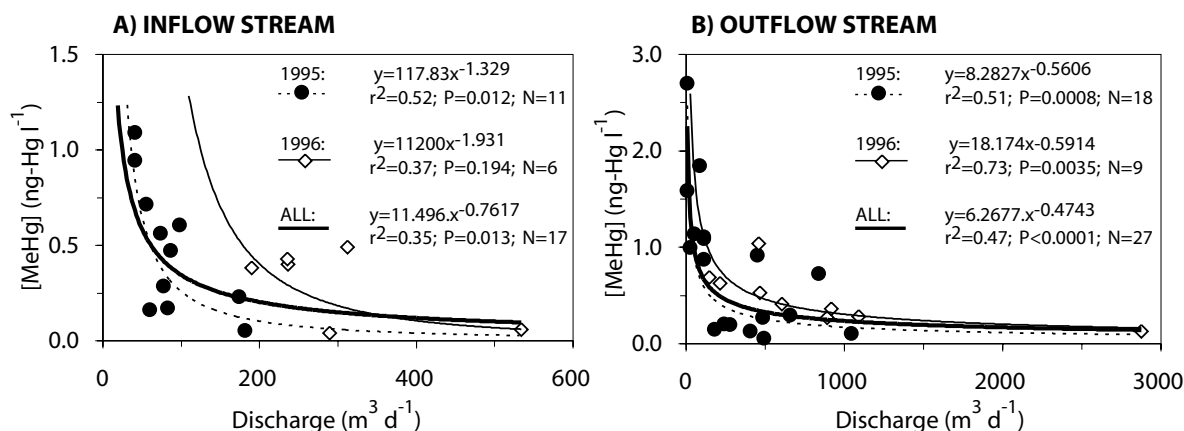 A) INFLOW STREAM
1.5
1.0
0.5
0.0
[MeHg] (ng-Hg l-1)
0
200
400
600
Discharge (m3 d-1)
1995: y=117.83x-1.329
r2=0.52; P=0.012; N=11
1996: y=11200x-1.931
r2=0.37; P=0.194; N=6
ALL: y=11.496.x-0.7617
r2=0.35; P=0.013; N=17
B) OUTFLOW STREAM
3.0
2.0
1.0
0.0
[MeHg] (ng-Hg l-1)
0
1000
2000
3000
Discharge (m3 d-1)
1995: y=8.2827x-0.5606
r2=0.51; P=0.0008; N=18
1996: y=18.174x-0.5914
r2=0.73; P=0.0035; N=9
ALL: y=6.2677x-0.4743
r2=0.47; P<0.0001; N=27